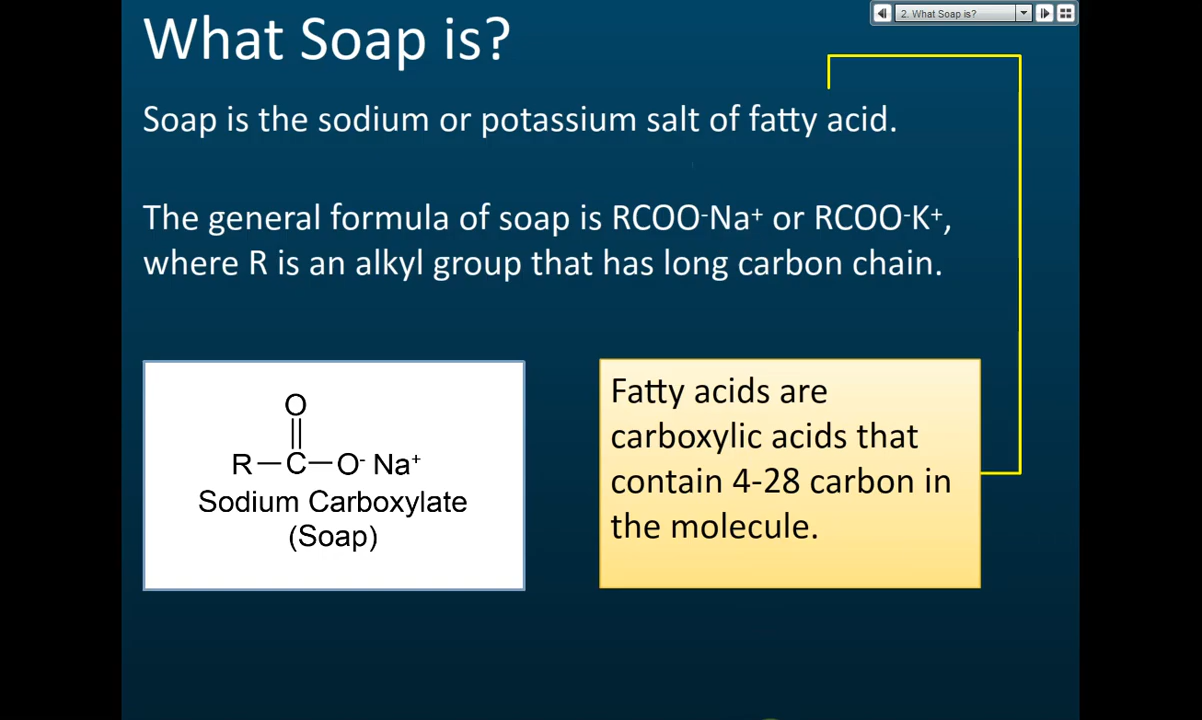 What Soap is?
2. What Soap is?
Soap is the sodium or potassium salt of fatty acid.
The general formula of soap is RCOO⁻Na⁺ or RCOO⁻K⁺,
where R is an alkyl group that has long carbon chain.
O
R—C—O⁻ Na⁺
Sodium Carboxylate
(Soap)
Fatty acids are
carboxylic acids that
contain 4-28 carbon in
the molecule.